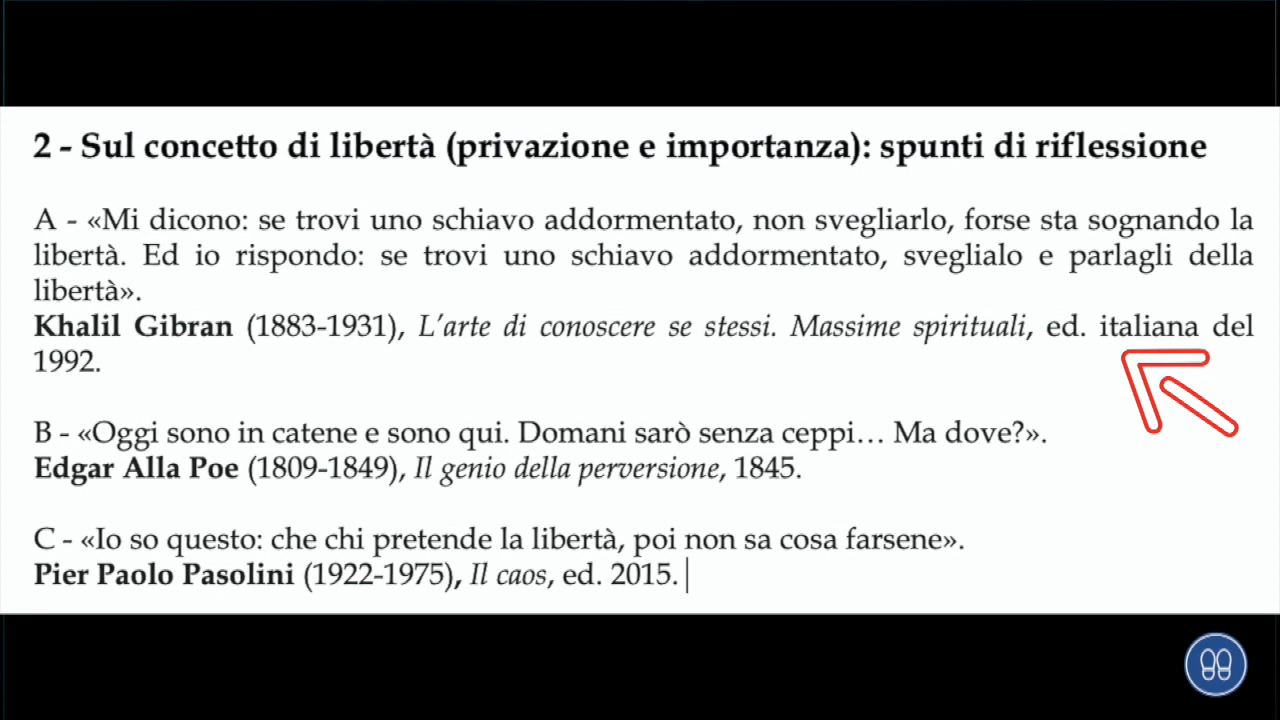 2 - Sul concetto di libertà (privazione e importanza): spunti di riflessione
A - «Mi dicono: se trovi uno schiavo addormentato, non svegliarlo, forse sta sognando la
libertà. Ed io rispondo: se trovi uno schiavo addormentato, sveglialo e parlagli della
libertà».
Khalil Gibran (1883-1931), L'arte di conoscere se stessi. Massime spirituali, ed. italiana del
1992.
B - «Oggi sono in catene e sono qui. Domani sarò senza ceppi… Ma dove?».
Edgar Alla Poe (1809-1849), Il genio della perversione, 1845.
C - «Io so questo: che chi pretende la libertà, poi non sa cosa farsene».
Pier Paolo Pasolini (1922-1975), Il caos, ed. 2015.